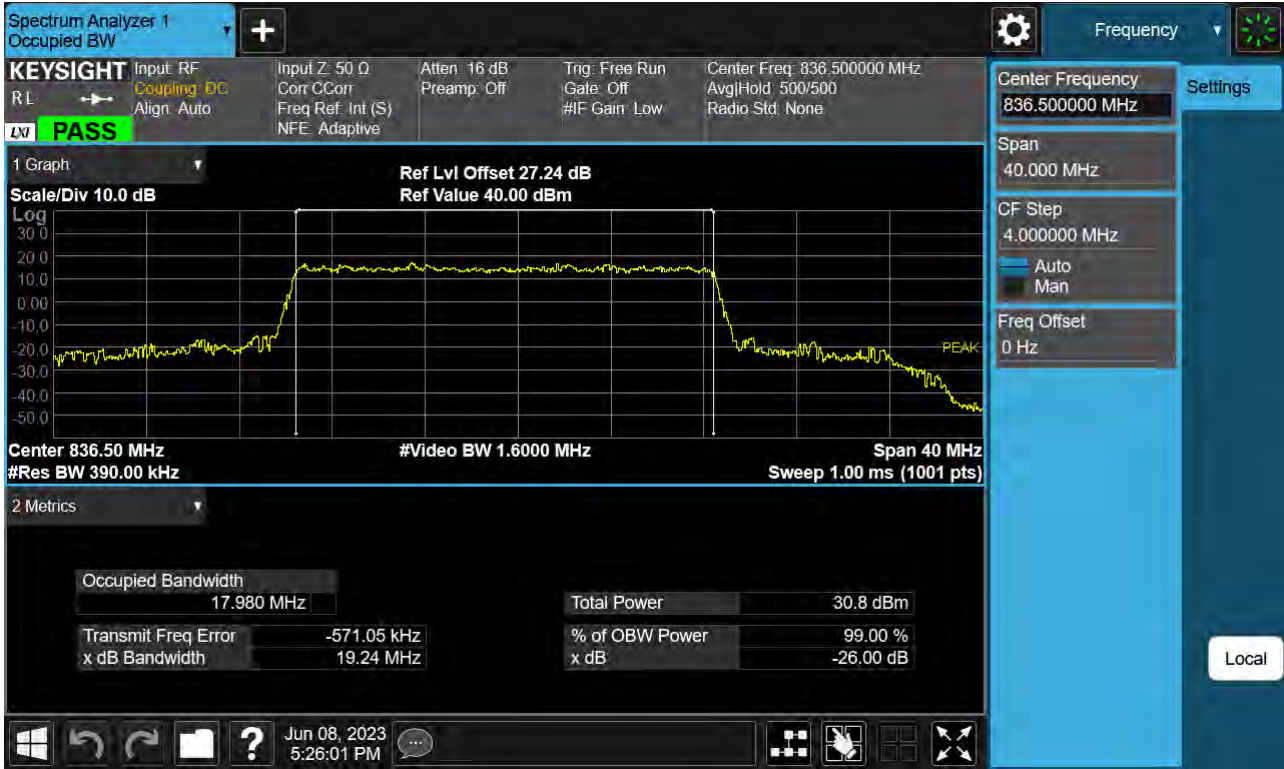 Spectrum Analyzer 1
Occupied BW
+
Frequency
KEYSIGHT
R L
LXI PASS
Input: RF
Coupling: DC
Align: Auto
Input Z: 50 Ω
Corr CCorr
Freq Ref: Int (S)
NFE: Adaptive
Atten: 16 dB
Preamp: Off
Trig: Free Run
Gate: Off
#IF Gain: Low
Center Freq: 836.500000 MHz
Avg|Hold: 500/500
Radio Std: None
Center Frequency
836.500000 MHz
Settings
Span
40.000 MHz
CF Step
4.000000 MHz
Auto
Man
Freq Offset
0 Hz
Local
1 Graph
Scale/Div 10.0 dB
Ref Lvl Offset 27.24 dB
Ref Value 40.00 dBm
Log
30.0
20.0
10.0
0.00
-10.0
-20.0
-30.0
-40.0
-50.0
PEAK
Center 836.50 MHz
#Video BW 1.6000 MHz
Span 40 MHz
#Res BW 390.00 kHz
Sweep 1.00 ms (1001 pts)
2 Metrics
Occupied Bandwidth
17.980 MHz
Total Power 30.8 dBm
Transmit Freq Error -571.05 kHz
% of OBW Power 99.00 %
x dB Bandwidth 19.24 MHz
x dB -26.00 dB
?
Jun 08, 2023
5:26:01 PM